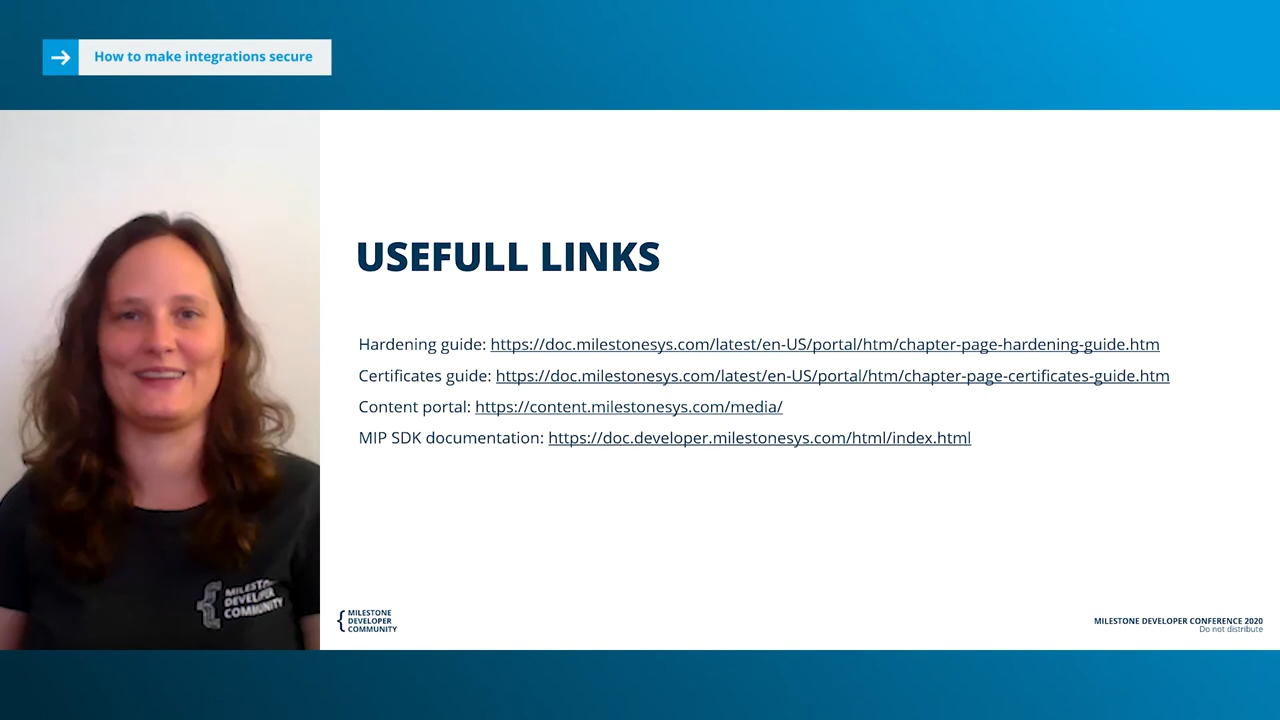 How to make integrations secure
USEFULL LINKS
Hardening guide: https://doc.milestonesys.com/latest/en-US/portal/htm/chapter-page-hardening-guide.htm
Certificates guide: https://doc.milestonesys.com/latest/en-US/portal/htm/chapter-page-certificates-guide.htm
Content portal: https://content.milestonesys.com/media/
MIP SDK documentation: https://doc.developer.milestonesys.com/html/index.html
MILESTONE
DEVELOPER
COMMUNITY
MILESTONE
DEVELOPER
COMMUNITY
MILESTONE DEVELOPER CONFERENCE 2020
Do not distribute